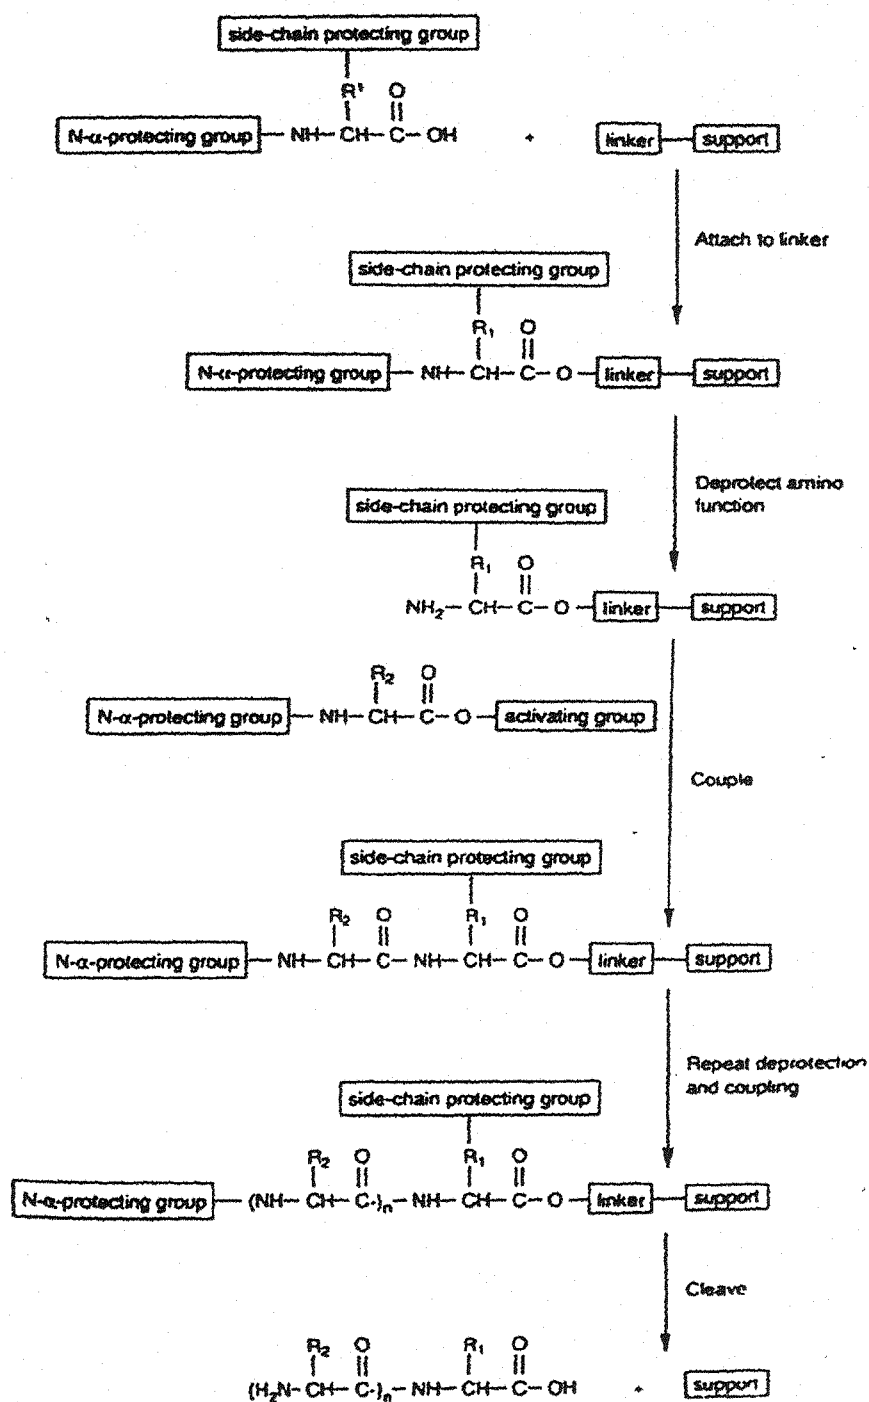 side-chain protecting group
R¹ O
N-α-protecting group — NH — CH — C — OH + linker — support
Attach to linker
side-chain protecting group
R₁ O
N-α-protecting group — NH — CH — C — O — linker — support
Deprotect amino
function
side-chain protecting group
R₁ O
NH₂ — CH — C — O — linker — support
R₂ O
N-α-protecting group — NH — CH — C — O — activating group
Couple
side-chain protecting group
R₂ O R₁ O
N-α-protecting group — NH — CH — C — NH — CH — C — O — linker — support
Repeat deprotection
and coupling
side-chain protecting group
R₂ O R₁ O
N-α-protecting group — (NH — CH — C-)ₙ — NH — CH — C — O — linker — support
Cleave
R₂ O R₁ O
(H₂N — CH — C-)ₙ — NH — CH — C — OH + support